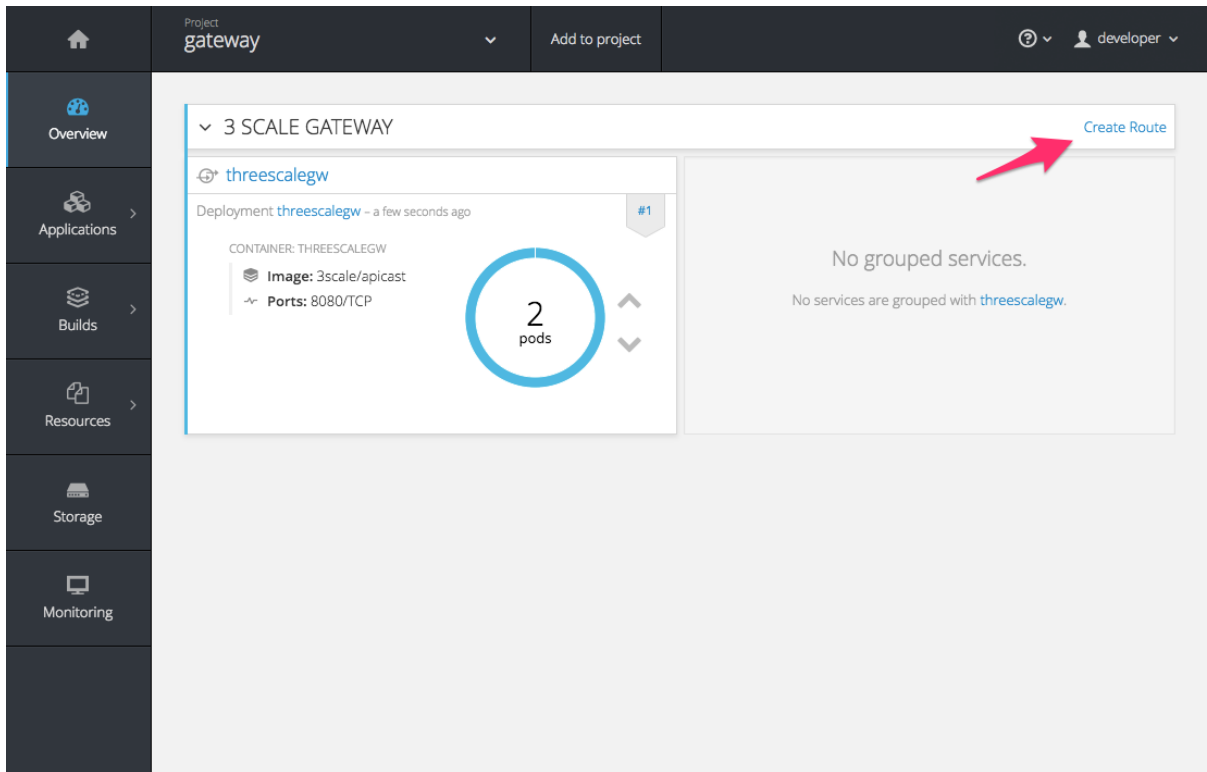 Project
gateway
Add to project
developer
Overview
Applications
Builds
Resources
Storage
Monitoring
3 SCALE GATEWAY
Create Route
threescalegw
Deployment threescalegw – a few seconds ago
#1
CONTAINER: THREESCALEGW
Image: 3scale/apicast
Ports: 8080/TCP
2
pods
No grouped services.
No services are grouped with threescalegw.